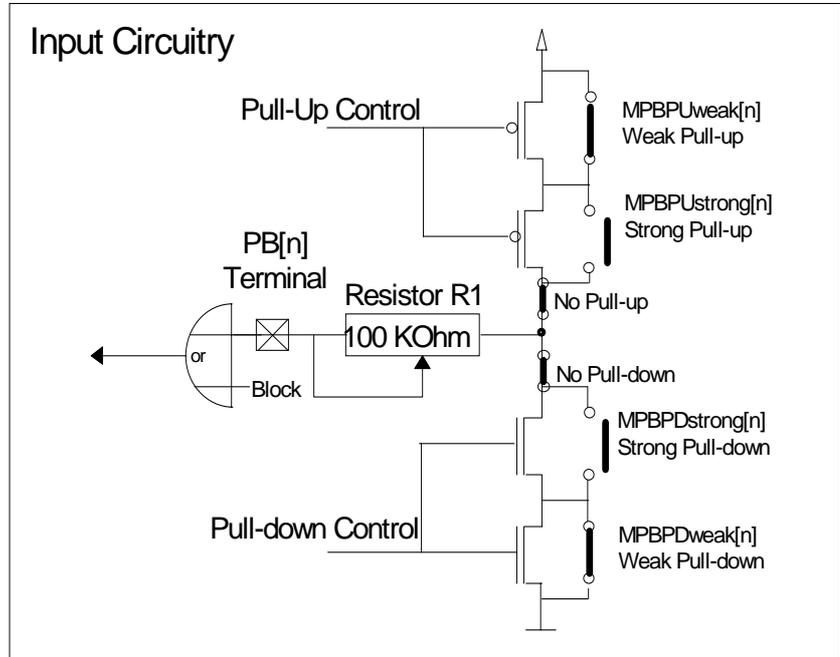 Input Circuitry
Pull-Up Control
MPBPUweak[n]
Weak Pull-up
MPBPUstrong[n]
Strong Pull-up
PB[n]
Terminal
Resistor R1
100 KOhm
No Pull-up
or
Block
No Pull-down
MPBPDstrong[n]
Strong Pull-down
Pull-down Control
MPBPDweak[n]
Weak Pull-down